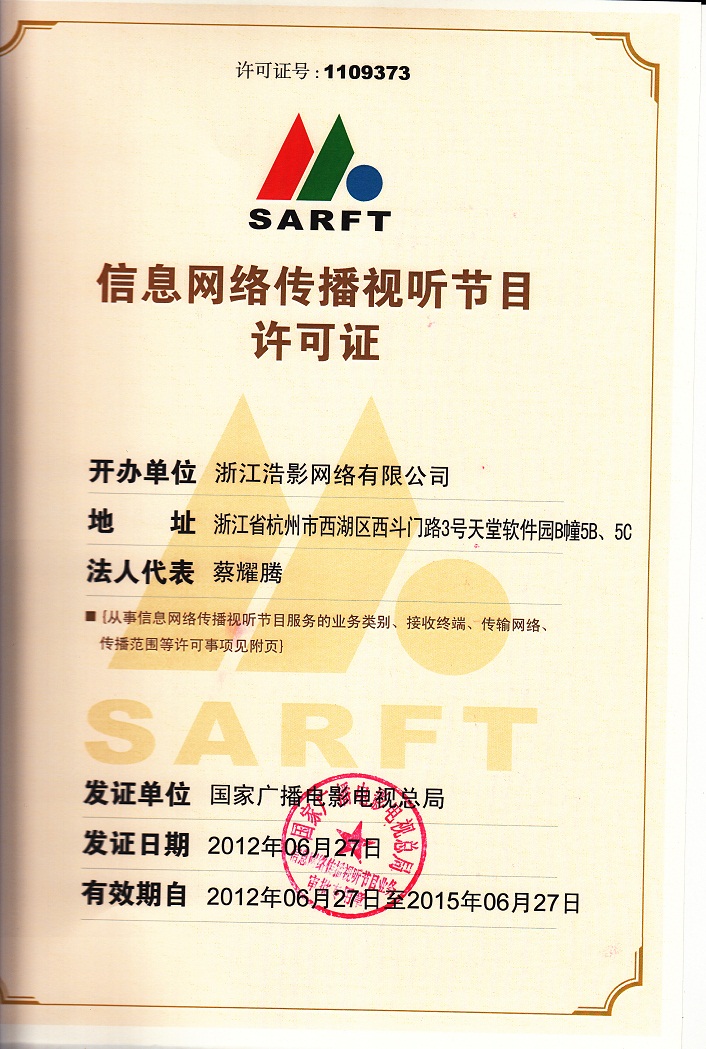 许可证号:1109373
SARFT
信息网络传播视听节目
许可证
开办单位 浙江浩影网络有限公司
地 址 浙江省杭州市西湖区西斗门路3号天堂软件园B幢5B、5C
法人代表 蔡耀腾
■ {从事信息网络传播视听节目服务的业务类别、接收终端、传输网络、
传播范围等许可事项见附页}
SARFT
发证单位 国家广播电影电视总局
发证日期 2012年06月27日
有效期自 2012年06月27日至2015年06月27日
国家广播电影电视总局
信息网络传播视听节目业务